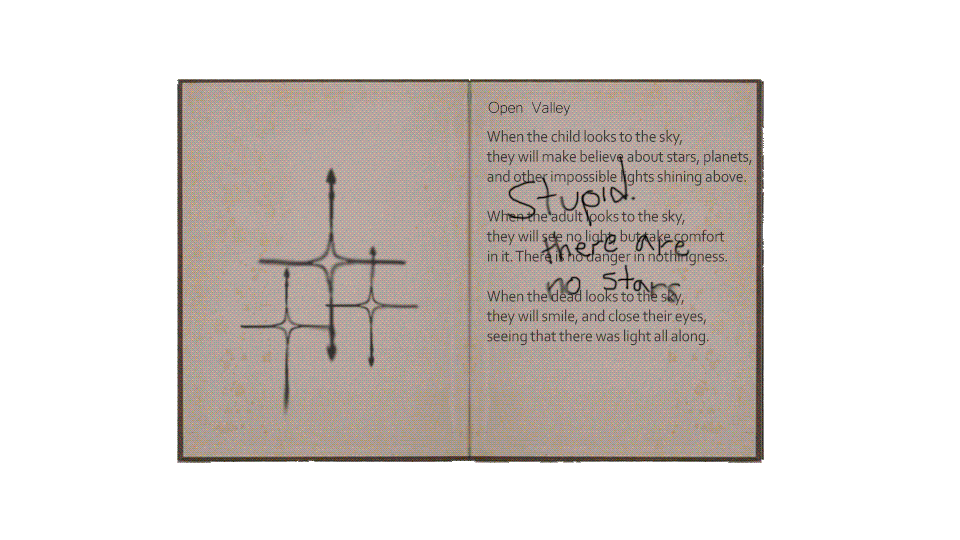 Open Valley
When the child looks to the sky,
they will make believe about stars, planets,
and other impossible lights shining above.
Stupid.
When the adult looks to the sky,
they will see no light, but take comfort
there are
in it. There is no danger in nothingness.
no stars
When the dead looks to the sky,
they will smile, and close their eyes,
seeing that there was light all along.